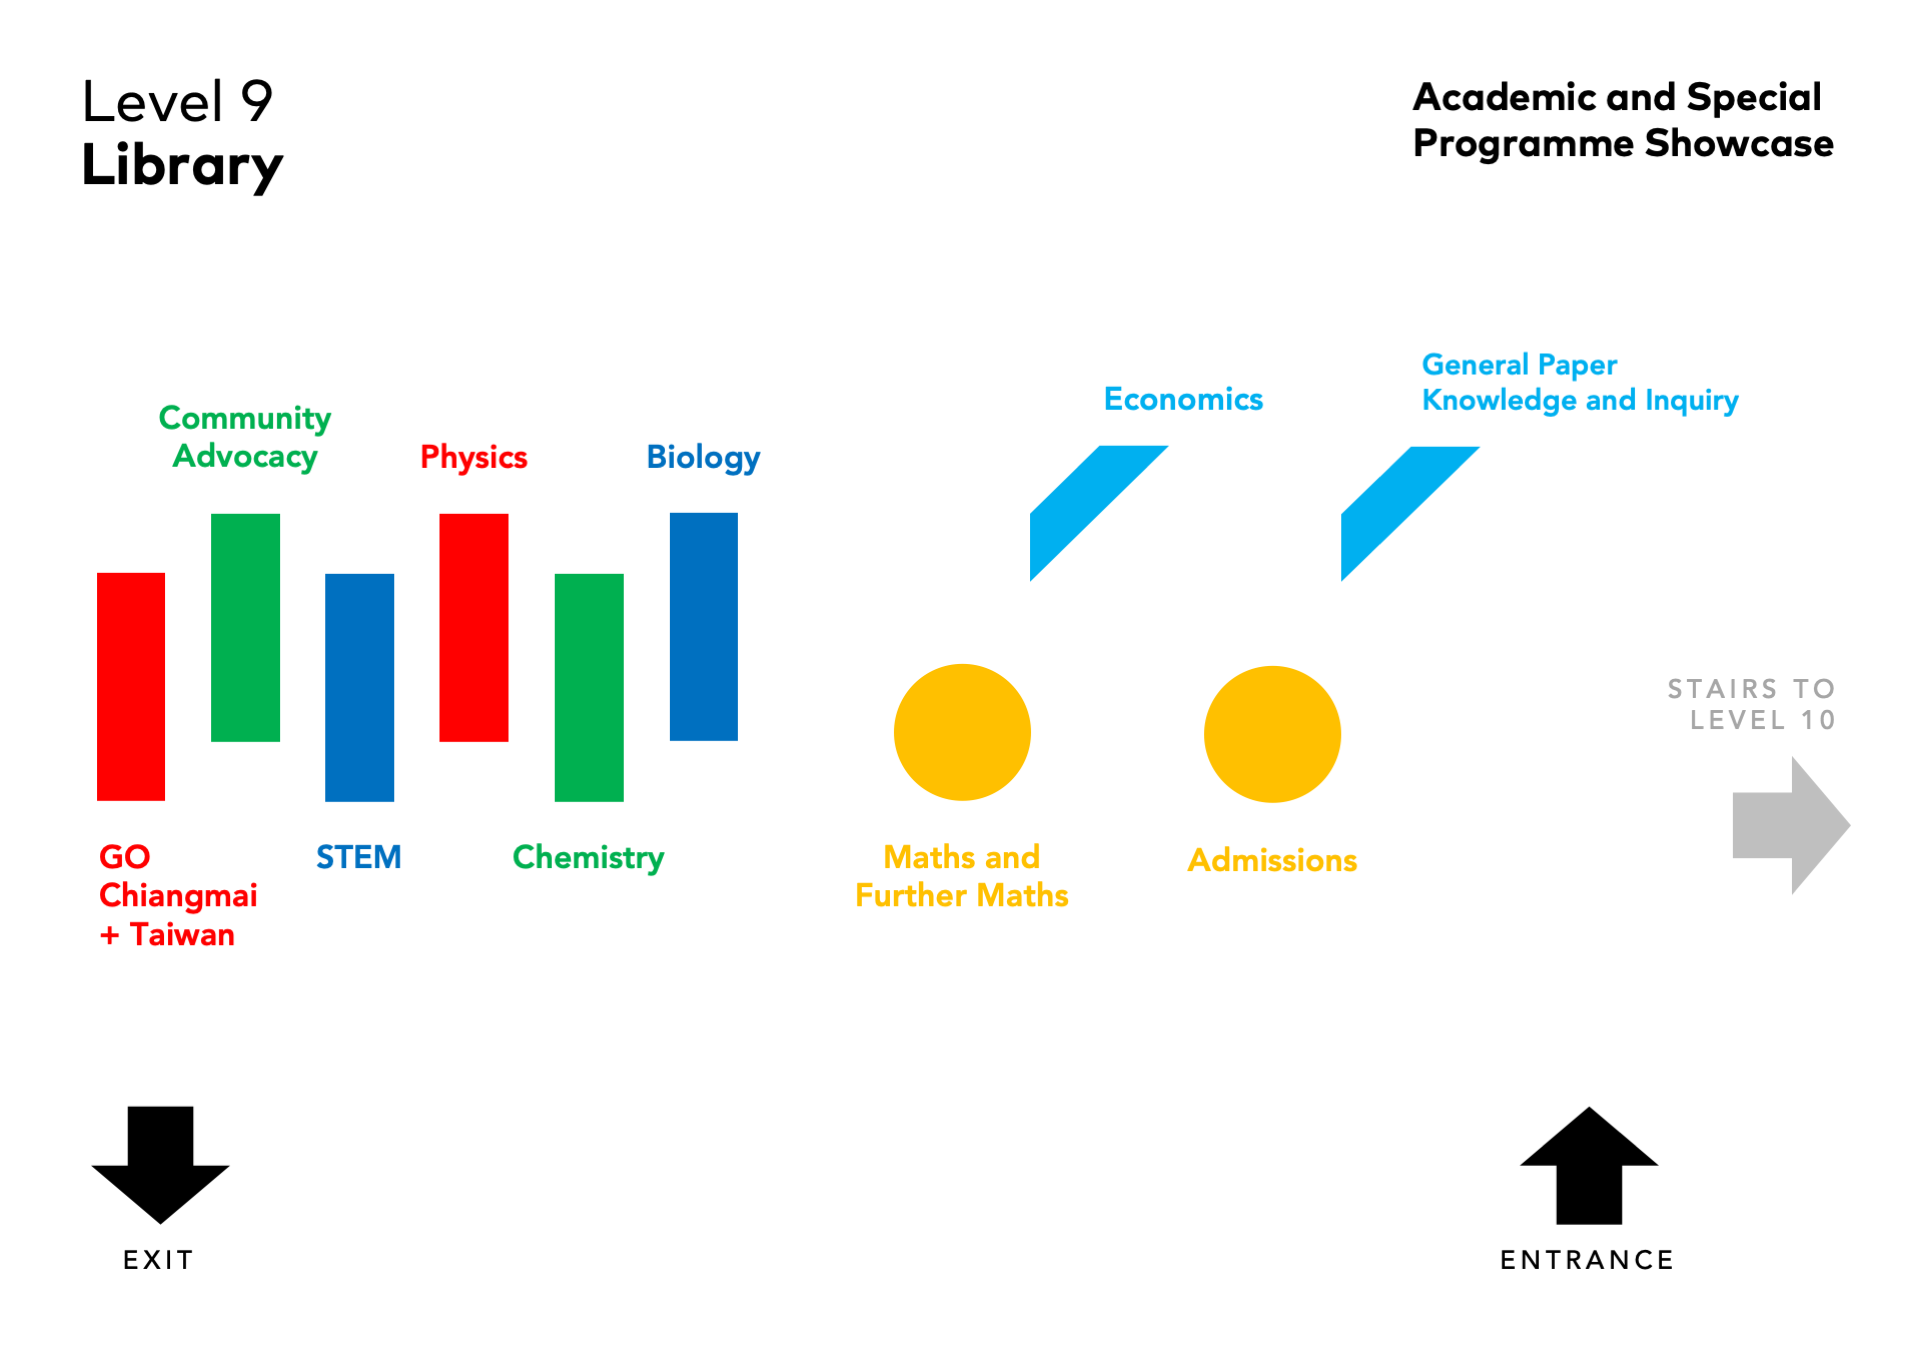 Level 9
Library
Academic and Special
Programme Showcase
General Paper
Knowledge and Inquiry
Economics
Community
Advocacy
Physics
Biology
STAIRS TO
LEVEL 10
GO
Chiangmai
+ Taiwan
STEM
Chemistry
Maths and
Further Maths
Admissions
EXIT
ENTRANCE